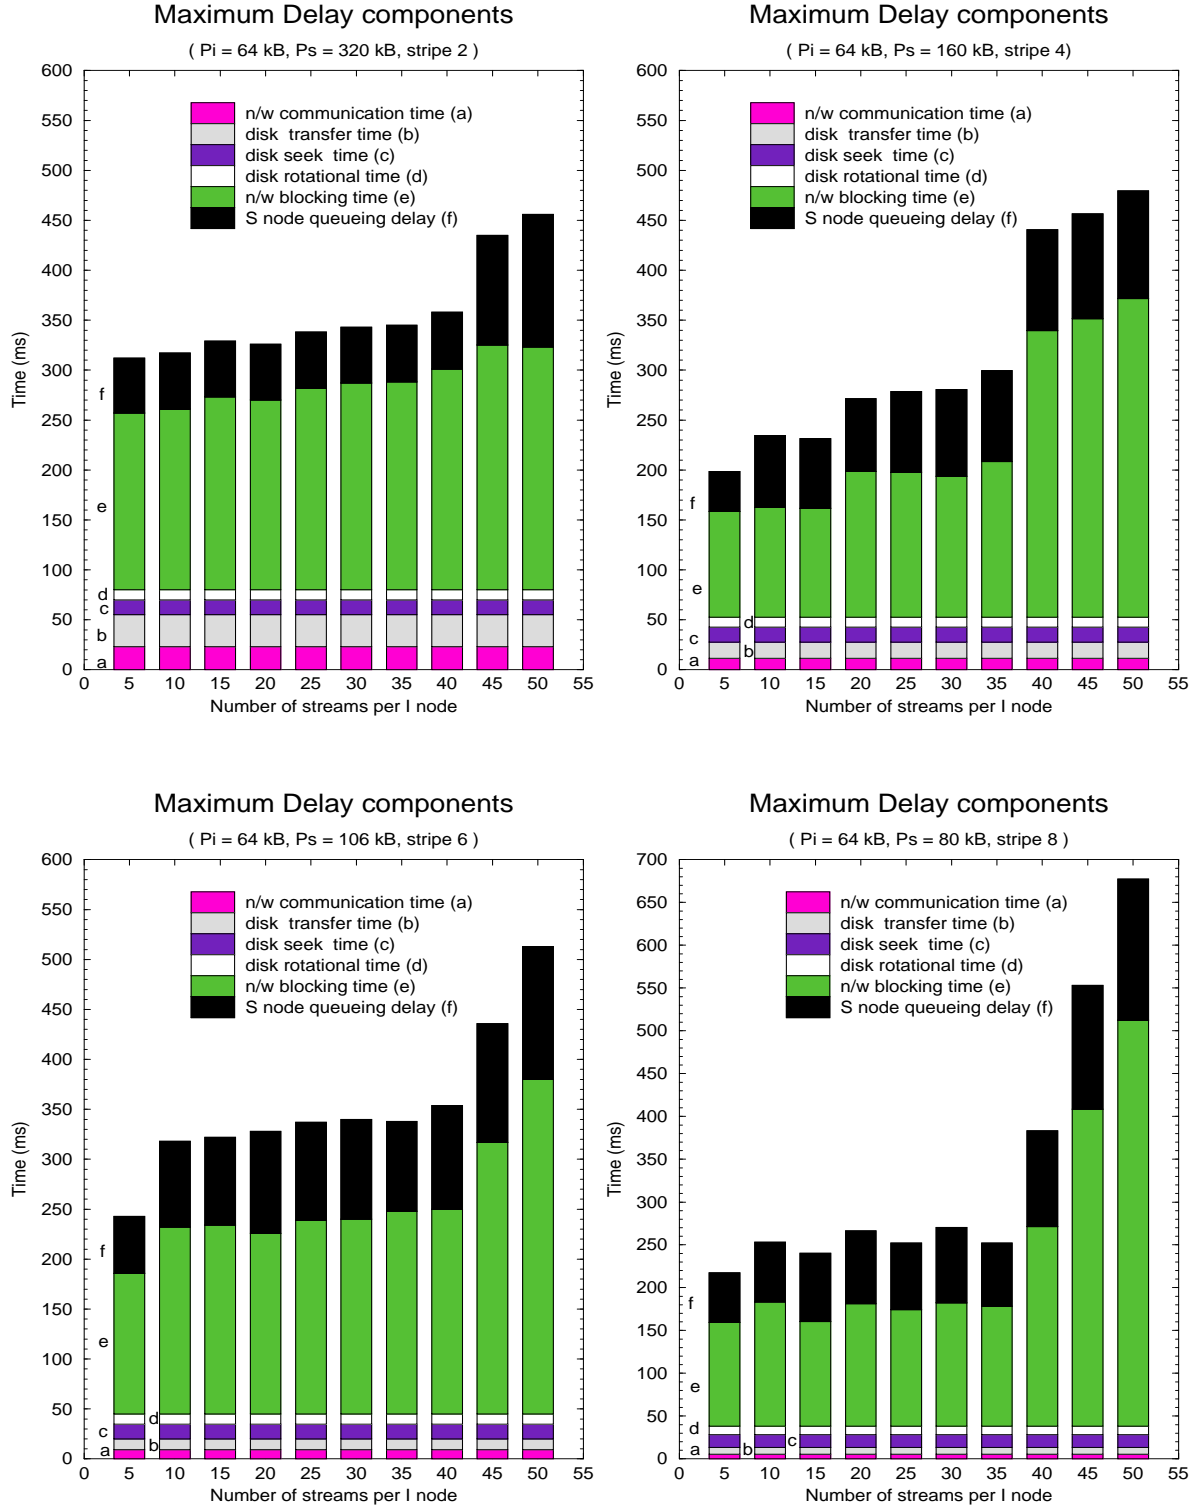 Maximum Delay components
( Pi = 64 kB, Ps = 320 kB, stripe 2 )
600
550
500
450
400
350
300
250
200
150
100
50
0
Time (ms)
n/w communication time (a)
disk transfer time (b)
disk seek time (c)
disk rotational time (d)
n/w blocking time (e)
S node queueing delay (f)
f
e
d
c
b
a
0 5 10 15 20 25 30 35 40 45 50 55
Number of streams per I node
Maximum Delay components
( Pi = 64 kB, Ps = 160 kB, stripe 4)
600
550
500
450
400
350
300
250
200
150
100
50
0
Time (ms)
n/w communication time (a)
disk transfer time (b)
disk seek time (c)
disk rotational time (d)
n/w blocking time (e)
S node queueing delay (f)
f
e
d
c
b
a
0 5 10 15 20 25 30 35 40 45 50 55
Number of streams per I node
Maximum Delay components
( Pi = 64 kB, Ps = 106 kB, stripe 6 )
600
550
500
450
400
350
300
250
200
150
100
50
0
Time (ms)
n/w communication time (a)
disk transfer time (b)
disk seek time (c)
disk rotational time (d)
n/w blocking time (e)
S node queueing delay (f)
f
e
d
c
b
a
0 5 10 15 20 25 30 35 40 45 50 55
Number of streams per I node
Maximum Delay components
( Pi = 64 kB, Ps = 80 kB, stripe 8 )
700
650
600
550
500
450
400
350
300
250
200
150
100
50
0
Time (ms)
n/w communication time (a)
disk transfer time (b)
disk seek time (c)
disk rotational time (d)
n/w blocking time (e)
S node queueing delay (f)
f
e
d
c
a
b
0 5 10 15 20 25 30 35 40 45 50 55
Number of streams per I node